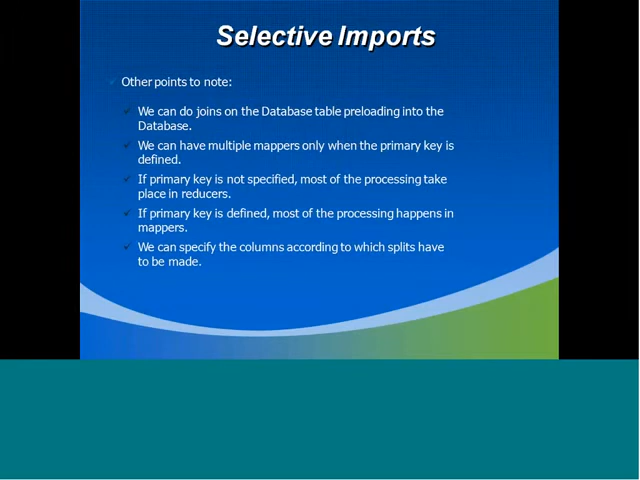 Selective Imports
Other points to note:
We can do joins on the Database table preloading into the
Database.
We can have multiple mappers only when the primary key is
defined.
If primary key is not specified, most of the processing take
place in reducers.
If primary key is defined, most of the processing happens in
mappers.
We can specify the columns according to which splits have
to be made.